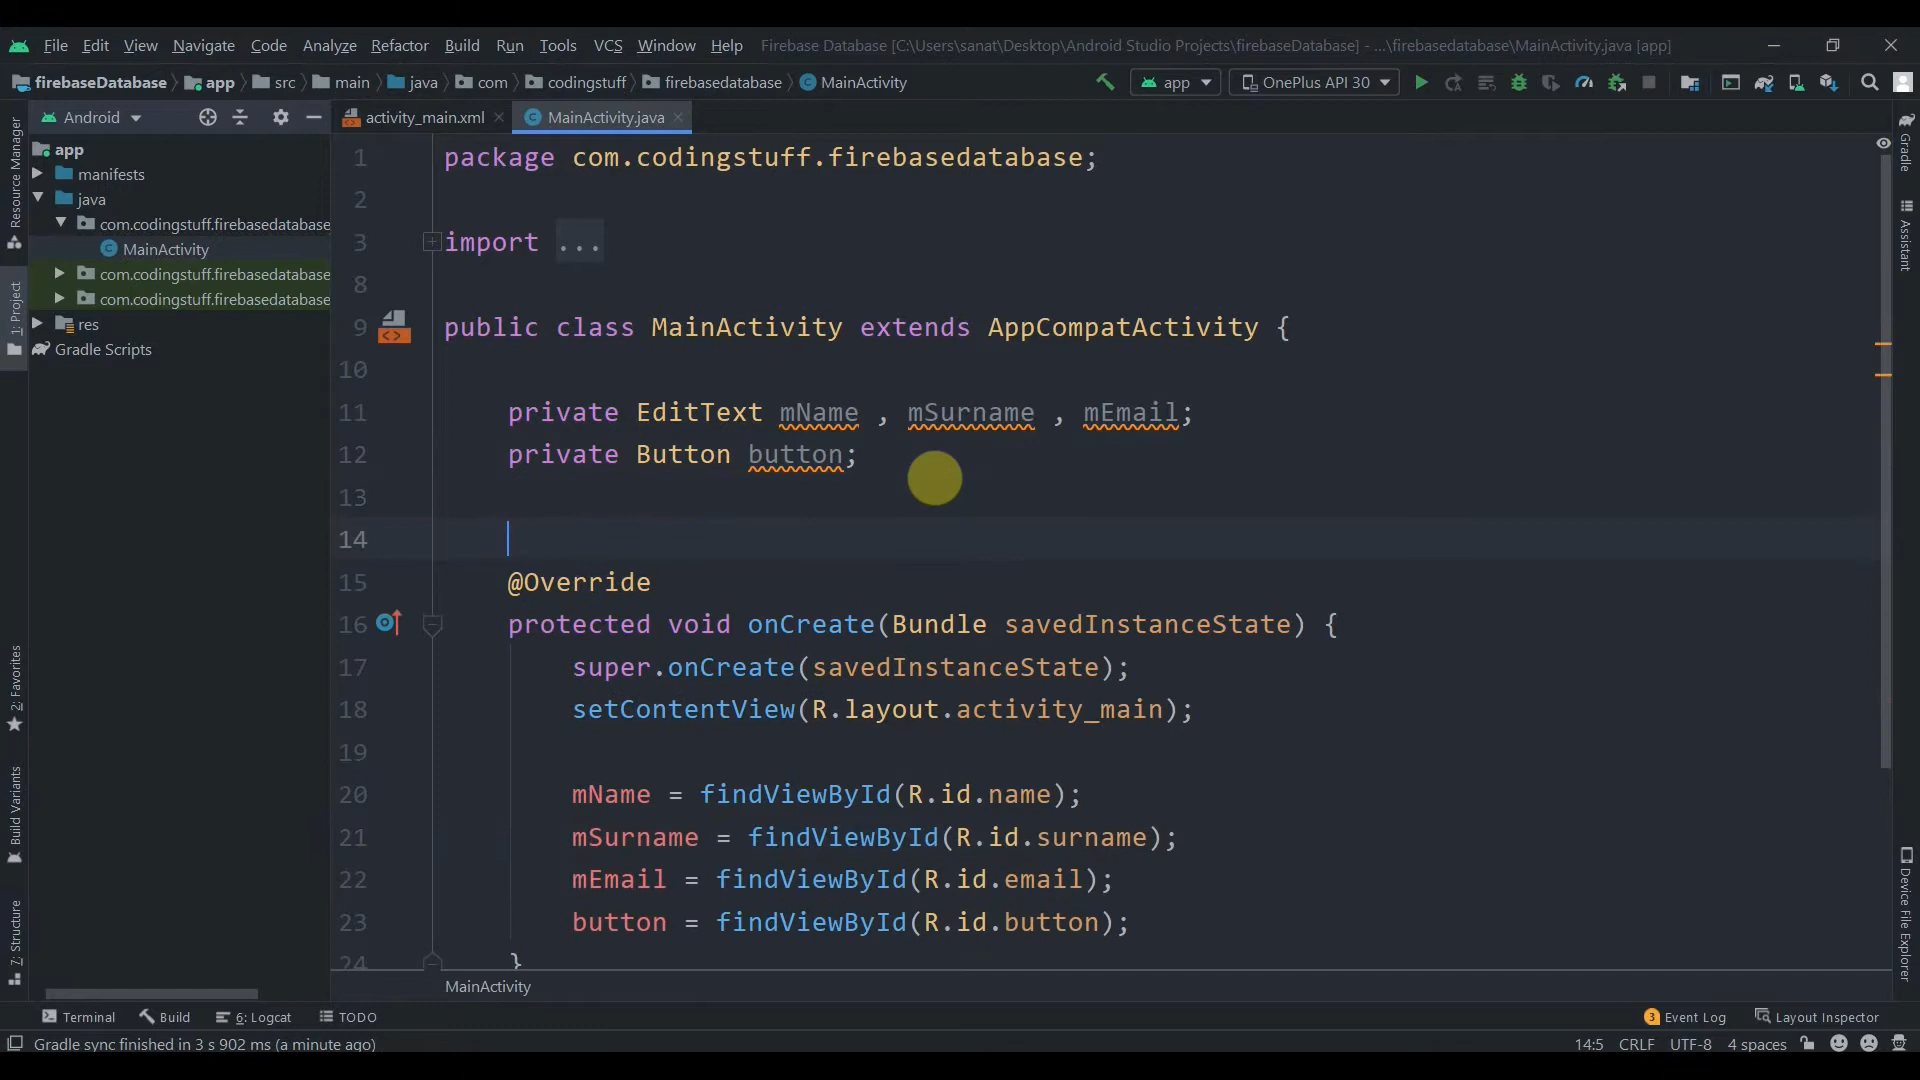 File Edit View Navigate Code Analyze Refactor Build Run Tools VCS Window Help Firebase Database [C:\Users\sanat\Desktop\Android Studio Projects\firebaseDatabase] - ...\firebasedatabase\MainActivity.java [app]
firebaseDatabase app src main java com codingstuff firebasedatabase MainActivity app OnePlus API 30
Android activity_main.xml MainActivity.java
app
manifests
java
com.codingstuff.firebasedatabase
MainActivity
com.codingstuff.firebasedatabase
com.codingstuff.firebasedatabase
res
Gradle Scripts
Resource Manager
1: Project
2: Favorites
Build Variants
7: Structure
1 package com.codingstuff.firebasedatabase;
2
3 import ...
8
9 public class MainActivity extends AppCompatActivity {
10
11 private EditText mName , mSurname , mEmail;
12 private Button button;
13
14
15 @Override
16 protected void onCreate(Bundle savedInstanceState) {
17 super.onCreate(savedInstanceState);
18 setContentView(R.layout.activity_main);
19
20 mName = findViewById(R.id.name);
21 mSurname = findViewById(R.id.surname);
22 mEmail = findViewById(R.id.email);
23 button = findViewById(R.id.button);
24 }
MainActivity
Gradle
Assistant
Device File Explorer
Terminal Build 6: Logcat TODO 3 Event Log Layout Inspector
Gradle sync finished in 3 s 902 ms (a minute ago) 14:5 CRLF UTF-8 4 spaces